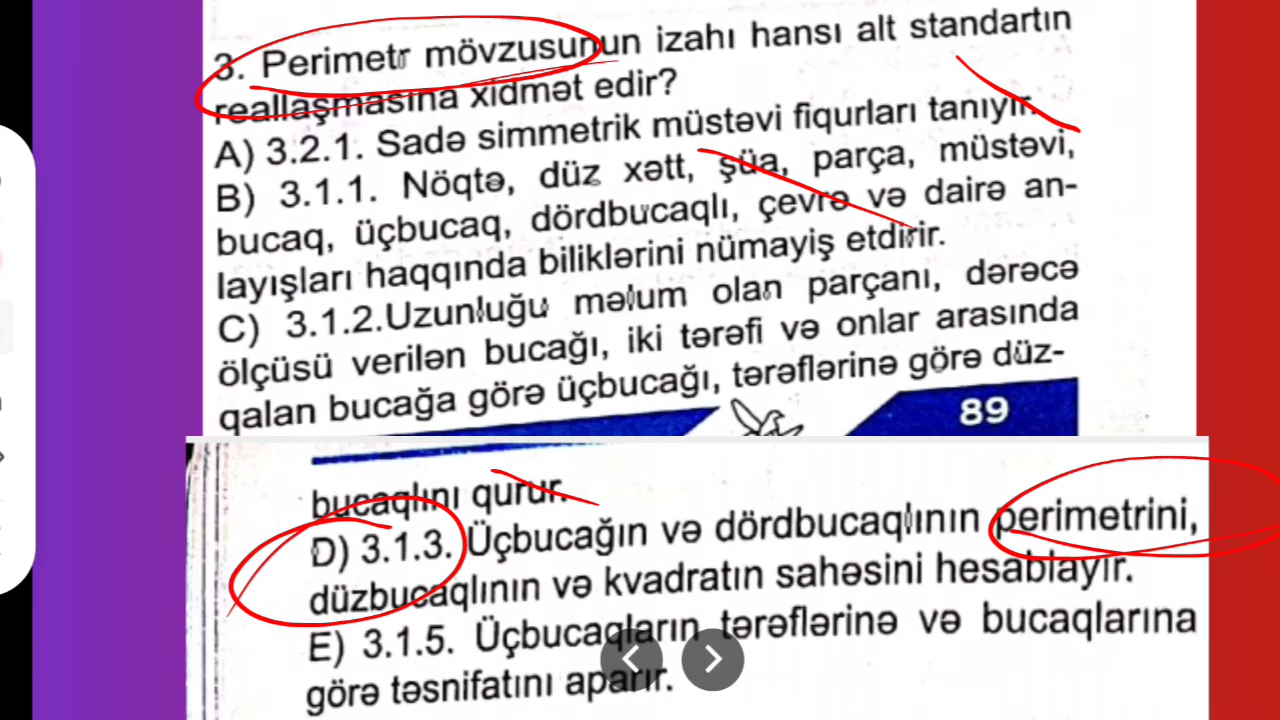 3. Perimetr mövzusunun izahı hansı alt standartın
reallaşmasına xidmət edir?
A) 3.2.1. Sadə simmetrik müstəvi fiqurları tanıyır.
B) 3.1.1. Nöqtə, düz xətt, şüa, parça, müstəvi,
bucaq, üçbucaq, dördbucaqlı, çevrə və dairə an-
layışları haqqında biliklərini nümayiş etdirir.
C) 3.1.2.Uzunluğu məlum olan parçanı, dərəcə
ölçüsü verilən bucağı, iki tərəfi və onlar arasında
qalan bucağa görə üçbucağı, tərəflərinə görə düz-
89
bucaqlını qurur.
D) 3.1.3. Üçbucağın və dördbucaqlının perimetrini,
düzbucaqlının və kvadratın sahəsini hesablayır.
E) 3.1.5. Üçbucaqların tərəflərinə və bucaqlarına
görə təsnifatını aparır.